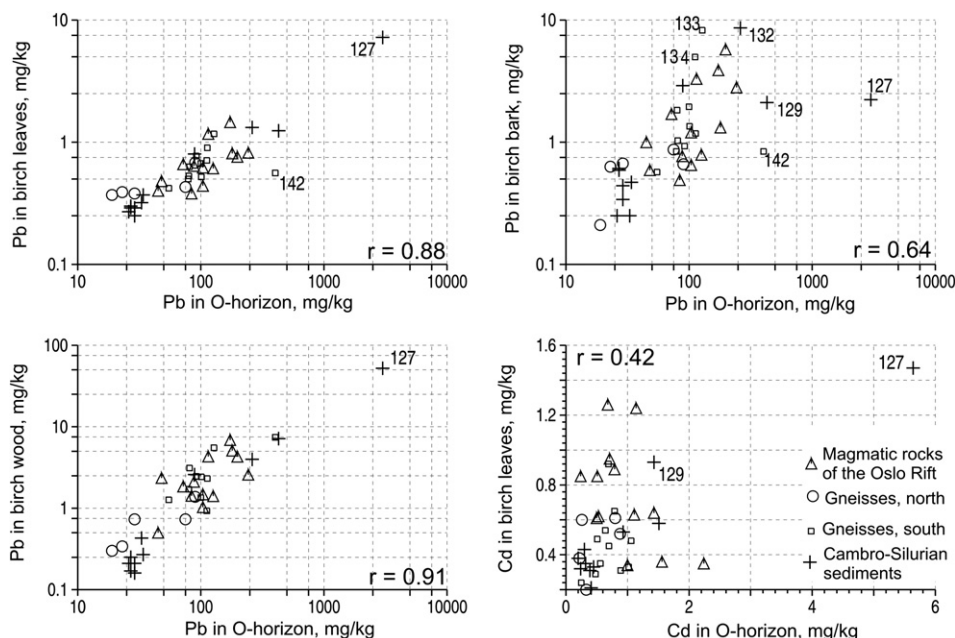 10
Pb in birch leaves, mg/kg
127
1
142
0.1
r = 0.88
10 100 1000 10000
Pb in O-horizon, mg/kg
10
Pb in birch bark, mg/kg
133
132
134
127
129
1
142
0.1
r = 0.64
10 100 1000 10000
Pb in O-horizon, mg/kg
100
Pb in birch wood, mg/kg
127
10
1
0.1
r = 0.91
10 100 1000 10000
Pb in O-horizon, mg/kg
1.6
r = 0.42
127
Cd in birch leaves, mg/kg
1.2
129
0.8
0.4
Magmatic rocks
of the Oslo Rift
Gneisses, north
Gneisses, south
Cambro-Silurian
sediments
0 2 4 6
Cd in O-horizon, mg/kg